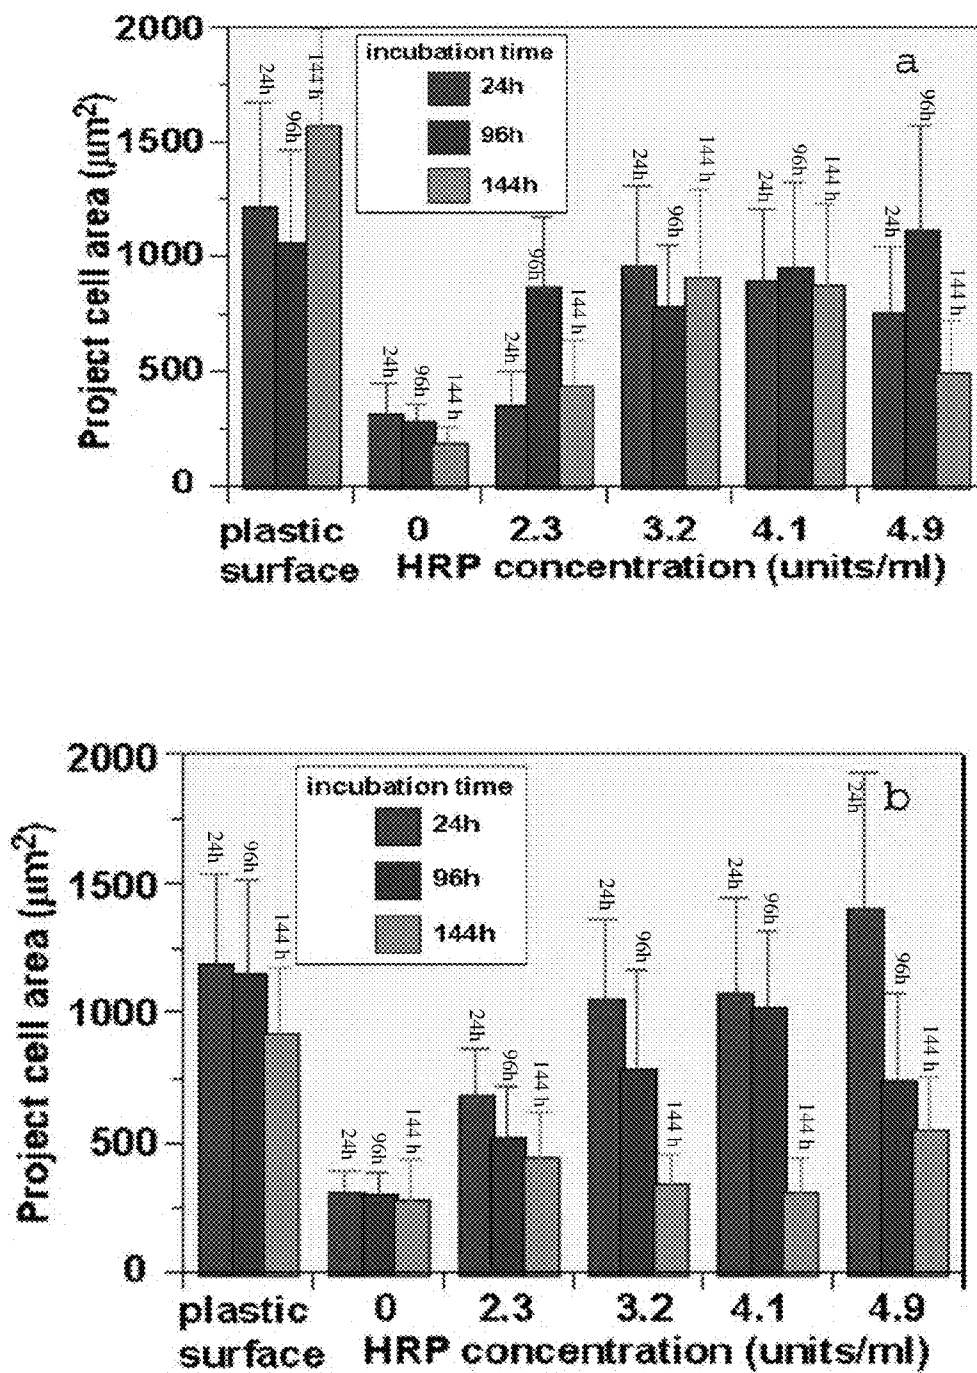 a
2000
1500
1000
500
0
Project cell area (μm²)
incubation time
24h
96h
144h
24h
96h
144 h
24h
96h
144 h
24h
96h
144 h
24h
96h
144 h
24h
96h
144 h
24h
96h
144 h
plastic surface
0
2.3
3.2
4.1
4.9
HRP concentration (units/ml)
b
2000
1500
1000
500
0
Project cell area (μm²)
incubation time
24h
96h
144h
24h
96h
144 h
24h
96h
144 h
24h
96h
144 h
24h
96h
144 h
24h
96h
144 h
24h
96h
144 h
plastic surface
0
2.3
3.2
4.1
4.9
HRP concentration (units/ml)